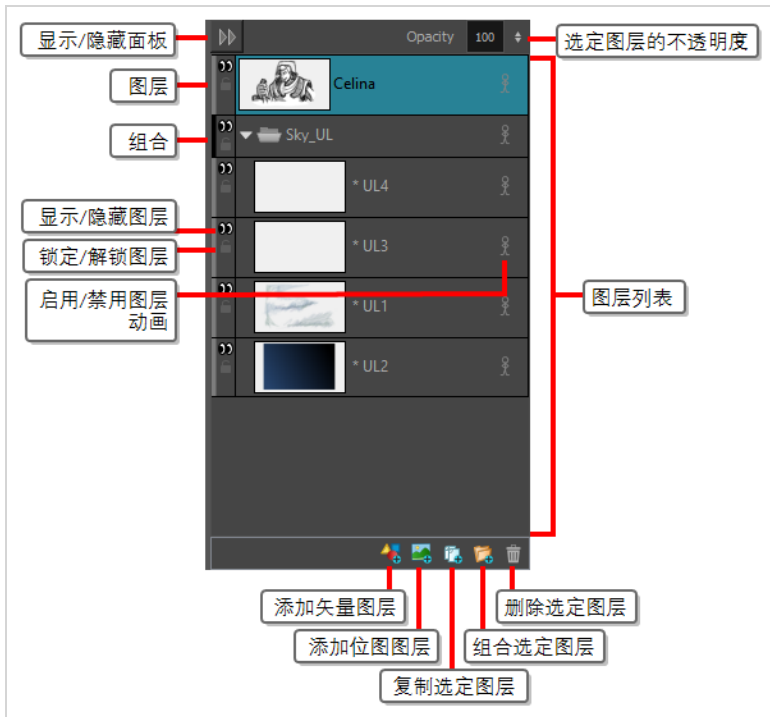 显示/隐藏面板
Opacity 100
选定图层的不透明度
图层
Celina
组合
Sky_UL
* UL4
显示/隐藏图层
锁定/解锁图层
* UL3
启用/禁用图层
动画
图层列表
* UL1
* UL2
添加矢量图层
删除选定图层
添加位图图层
组合选定图层
复制选定图层